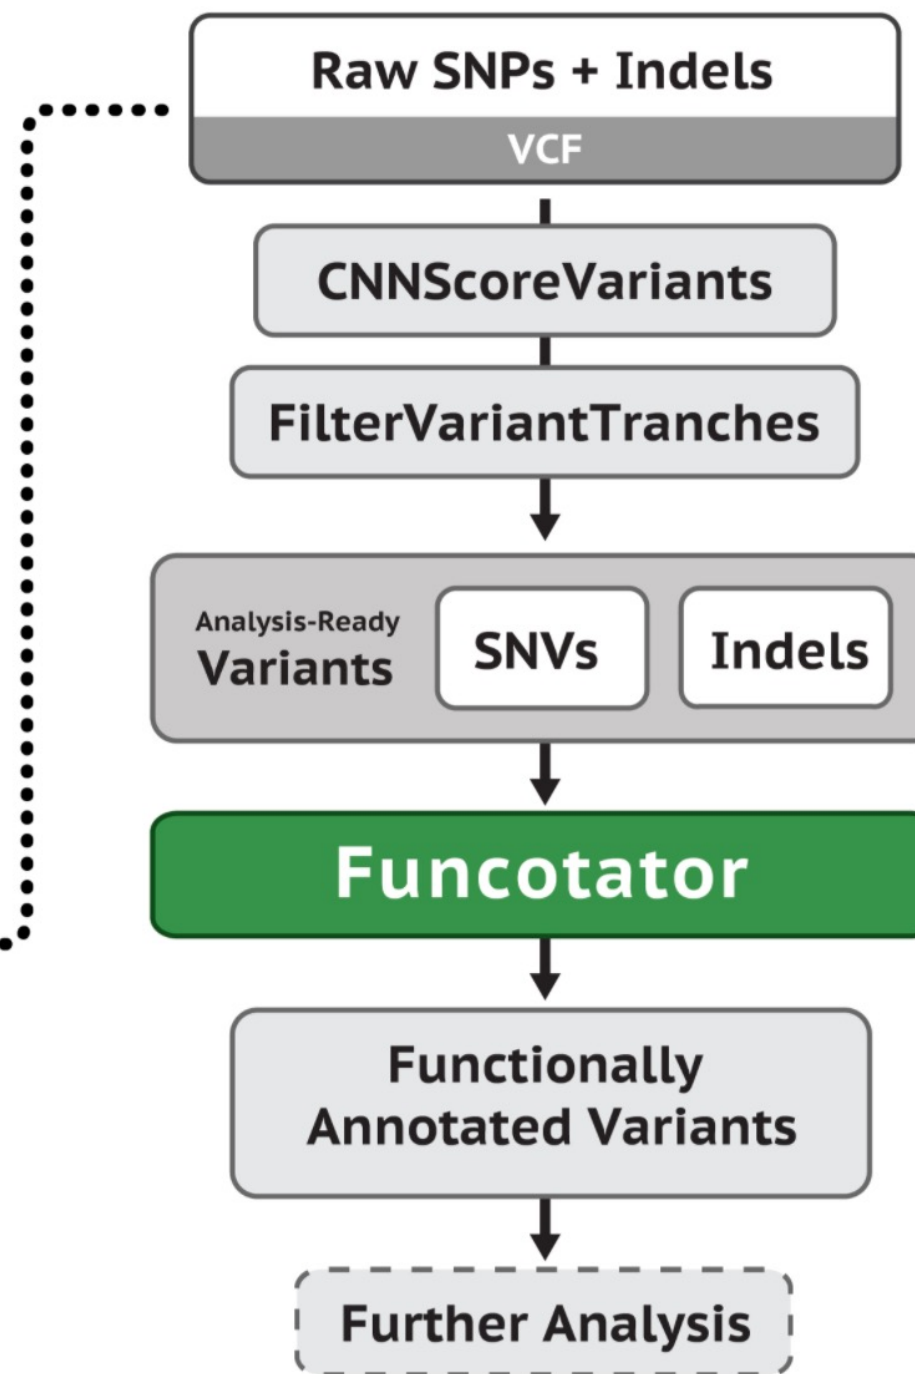 Raw SNPs + Indels
VCF
CNNScoreVariants
FilterVariantTranches
Analysis-Ready
Variants
SNVs
Indels
Funcotator
Functionally
Annotated Variants
Further Analysis